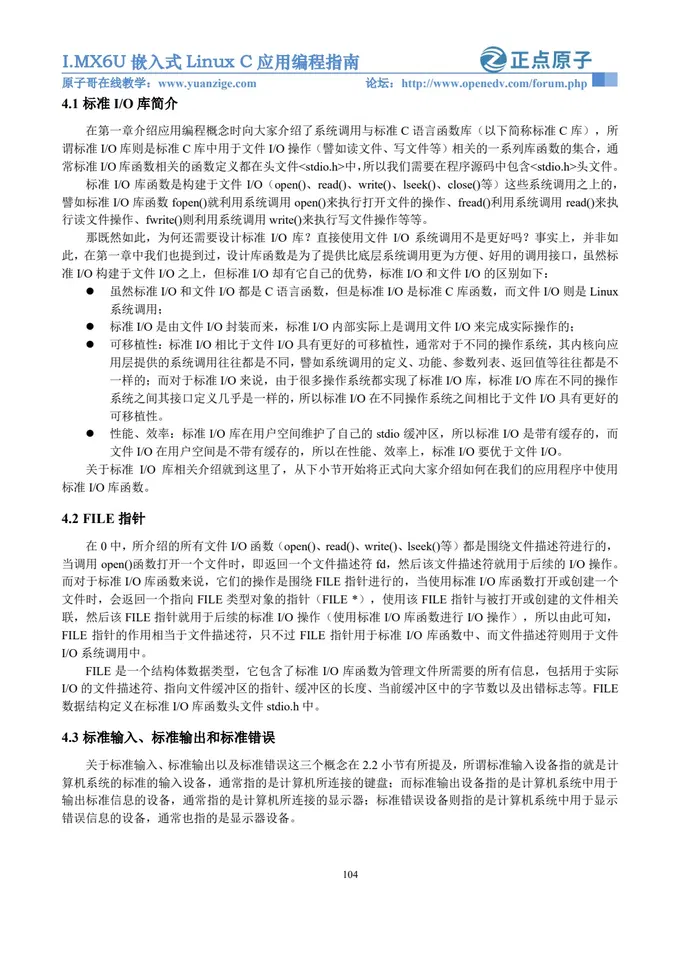 I.MX6U 嵌入式 Linux C 应用编程指南
正点原子
原子哥在线教学：www.yuanzige.com 论坛：http://www.openedv.com/forum.php
4.1 标准 I/O 库简介
在第一章介绍应用编程概念时向大家介绍了系统调用与标准 C 语言函数库（以下简称标准 C 库），所
谓标准 I/O 库则是标准 C 库中用于文件 I/O 操作（譬如读文件、写文件等）相关的一系列库函数的集合，通
常标准 I/O 库函数相关的函数定义都在头文件<stdio.h>中，所以我们需要在程序源码中包含<stdio.h>头文件。
标准 I/O 库函数是构建于文件 I/O（open()、read()、write()、lseek()、close()等）这些系统调用之上的，
譬如标准 I/O 库函数 fopen()就利用系统调用 open()来执行打开文件的操作、fread()利用系统调用 read()来执
行读文件操作、fwrite()则利用系统调用 write()来执行写文件操作等等。
那既然如此，为何还需要设计标准 I/O 库？直接使用文件 I/O 系统调用不是更好吗？事实上，并非如
此，在第一章中我们也提到过，设计库函数是为了提供比底层系统调用更为方便、好用的调用接口，虽然标
准 I/O 构建于文件 I/O 之上，但标准 I/O 却有它自己的优势，标准 I/O 和文件 I/O 的区别如下：
● 虽然标准 I/O 和文件 I/O 都是 C 语言函数，但是标准 I/O 是标准 C 库函数，而文件 I/O 则是 Linux
系统调用；
● 标准 I/O 是由文件 I/O 封装而来，标准 I/O 内部实际上是调用文件 I/O 来完成实际操作的；
● 可移植性：标准 I/O 相比于文件 I/O 具有更好的可移植性，通常对于不同的操作系统，其内核向应
用层提供的系统调用往往都是不同，譬如系统调用的定义、功能、参数列表、返回值等往往都是不
一样的；而对于标准 I/O 来说，由于很多操作系统都实现了标准 I/O 库，标准 I/O 库在不同的操作
系统之间其接口定义几乎是一样的，所以标准 I/O 在不同操作系统之间相比于文件 I/O 具有更好的
可移植性。
● 性能、效率：标准 I/O 库在用户空间维护了自己的 stdio 缓冲区，所以标准 I/O 是带有缓存的，而
文件 I/O 在用户空间是不带有缓存的，所以在性能、效率上，标准 I/O 要优于文件 I/O。
关于标准 I/O 库相关介绍就到这里了，从下小节开始将正式向大家介绍如何在我们的应用程序中使用
标准 I/O 库函数。
4.2 FILE 指针
在 0 中，所介绍的所有文件 I/O 函数（open()、read()、write()、lseek()等）都是围绕文件描述符进行的，
当调用 open()函数打开一个文件时，即返回一个文件描述符 fd，然后该文件描述符就用于后续的 I/O 操作。
而对于标准 I/O 库函数来说，它们的操作是围绕 FILE 指针进行的，当使用标准 I/O 库函数打开或创建一个
文件时，会返回一个指向 FILE 类型对象的指针（FILE *），使用该 FILE 指针与被打开或创建的文件相关
联，然后该 FILE 指针就用于后续的标准 I/O 操作（使用标准 I/O 库函数进行 I/O 操作），所以由此可知，
FILE 指针的作用相当于文件描述符，只不过 FILE 指针用于标准 I/O 库函数中、而文件描述符则用于文件
I/O 系统调用中。
FILE 是一个结构体数据类型，它包含了标准 I/O 库函数为管理文件所需要的所有信息，包括用于实际
I/O 的文件描述符、指向文件缓冲区的指针、缓冲区的长度、当前缓冲区中的字节数以及出错标志等。FILE
数据结构定义在标准 I/O 库函数头文件 stdio.h 中。
4.3 标准输入、标准输出和标准错误
关于标准输入、标准输出以及标准错误这三个概念在 2.2 小节有所提及，所谓标准输入设备指的就是计
算机系统的标准的输入设备，通常指的是计算机所连接的键盘；而标准输出设备指的是计算机系统中用于
输出标准信息的设备，通常指的是计算机所连接的显示器；标准错误设备则指的是计算机系统中用于显示
错误信息的设备，通常也指的是显示器设备。
104